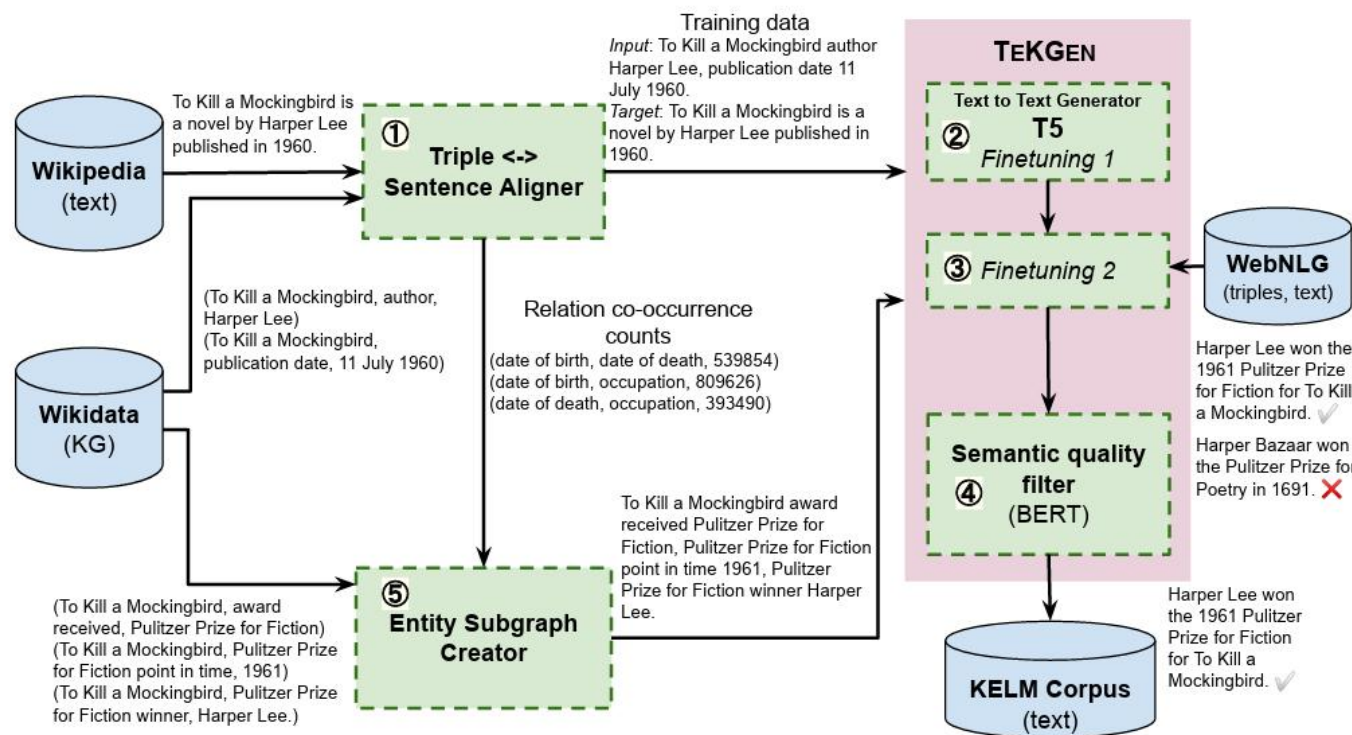 Training data
Input: To Kill a Mockingbird author
Harper Lee, publication date 11
July 1960.
Target: To Kill a Mockingbird is a
novel by Harper Lee published in
1960.
To Kill a Mockingbird is
a novel by Harper Lee
published in 1960.
Wikipedia
(text)
①
Triple <->
Sentence Aligner
TEKGEN
Text to Text Generator
② T5
Finetuning 1
③ Finetuning 2
WebNLG
(triples, text)
(To Kill a Mockingbird, author,
Harper Lee)
(To Kill a Mockingbird,
publication date, 11 July 1960)
Relation co-occurrence
counts
(date of birth, date of death, 539854)
(date of birth, occupation, 809626)
(date of death, occupation, 393490)
Wikidata
(KG)
Harper Lee won the
1961 Pulitzer Prize
for Fiction for To Kill
a Mockingbird. ✓
Harper Bazaar won
the Pulitzer Prize for
Poetry in 1691. ❌
Semantic quality
filter
④ (BERT)
To Kill a Mockingbird award
received Pulitzer Prize for
Fiction, Pulitzer Prize for Fiction
point in time 1961, Pulitzer
Prize for Fiction winner Harper
Lee.
(To Kill a Mockingbird, award
received, Pulitzer Prize for Fiction)
(To Kill a Mockingbird, Pulitzer Prize
for Fiction point in time, 1961)
(To Kill a Mockingbird, Pulitzer Prize
for Fiction winner, Harper Lee.)
⑤
Entity Subgraph
Creator
Harper Lee won
the 1961 Pulitzer
Prize for Fiction
for To Kill a
Mockingbird. ✓
KELM Corpus
(text)